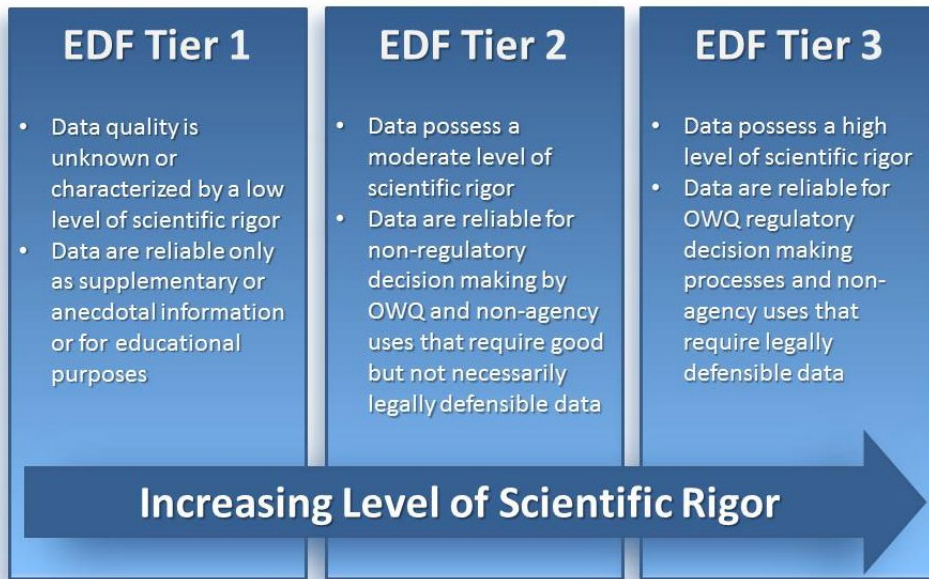 EDF Tier 1
• Data quality is
unknown or
characterized by a low
level of scientific rigor
• Data are reliable only
as supplementary or
anecdotal information
or for educational
purposes
EDF Tier 2
• Data possess a
moderate level of
scientific rigor
• Data are reliable for
non-regulatory
decision making by
OWQ and non-agency
uses that require good
but not necessarily
legally defensible data
EDF Tier 3
• Data possess a high
level of scientific rigor
• Data are reliable for
OWQ regulatory
decision making
processes and non-
agency uses that
require legally
defensible data
Increasing Level of Scientific Rigor